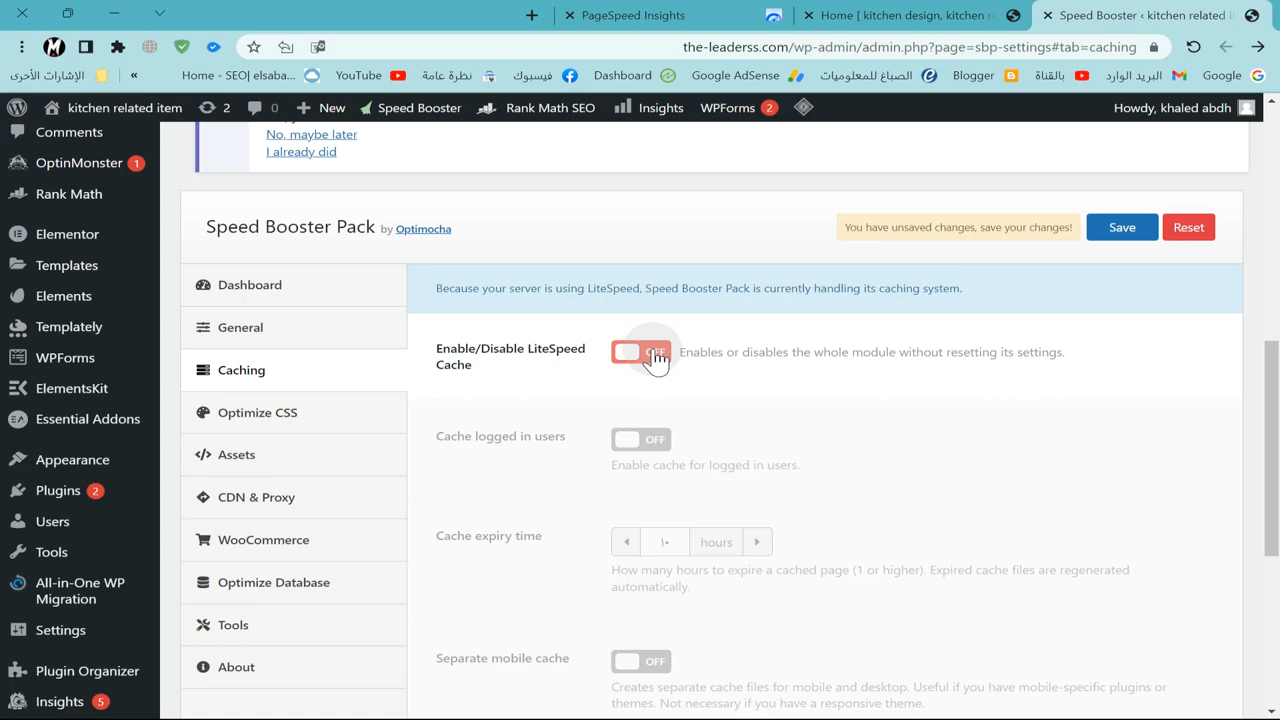 PageSpeed Insights
Home [ kitchen design, kitchen r
Speed Booster ‹ kitchen related i
the-leaderss.com/wp-admin/admin.php?page=sbp-settings#tab=caching
الإشارات الأخرى
«
Home - SEO| elsaba...
YouTube
نظرة عامة
فيسبوك
Dashboard
Google AdSense
الصباغ للمعلوميات
Blogger
بالقناة
البريد الوارد
Google
kitchen related item
2
0
New
Speed Booster
Rank Math SEO
Insights
WPForms 2
Howdy, khaled abdh
Comments
OptinMonster 1
Rank Math
Elementor
Templates
Elements
Templately
WPForms
ElementsKit
Essential Addons
Appearance
Plugins 2
Users
Tools
All-in-One WP
Migration
Settings
Plugin Organizer
Insights 5
No, maybe later
I already did
Speed Booster Pack by Optimocha
You have unsaved changes, save your changes!
Save
Reset
Dashboard
General
Caching
Optimize CSS
Assets
CDN & Proxy
WooCommerce
Optimize Database
Tools
About
Because your server is using LiteSpeed, Speed Booster Pack is currently handling its caching system.
Enable/Disable LiteSpeed
Cache
OFF
Enables or disables the whole module without resetting its settings.
Cache logged in users
OFF
Enable cache for logged in users.
Cache expiry time
١٠
hours
How many hours to expire a cached page (1 or higher). Expired cache files are regenerated
automatically.
Separate mobile cache
OFF
Creates separate cache files for mobile and desktop. Useful if you have mobile-specific plugins or
themes. Not necessary if you have a responsive theme.